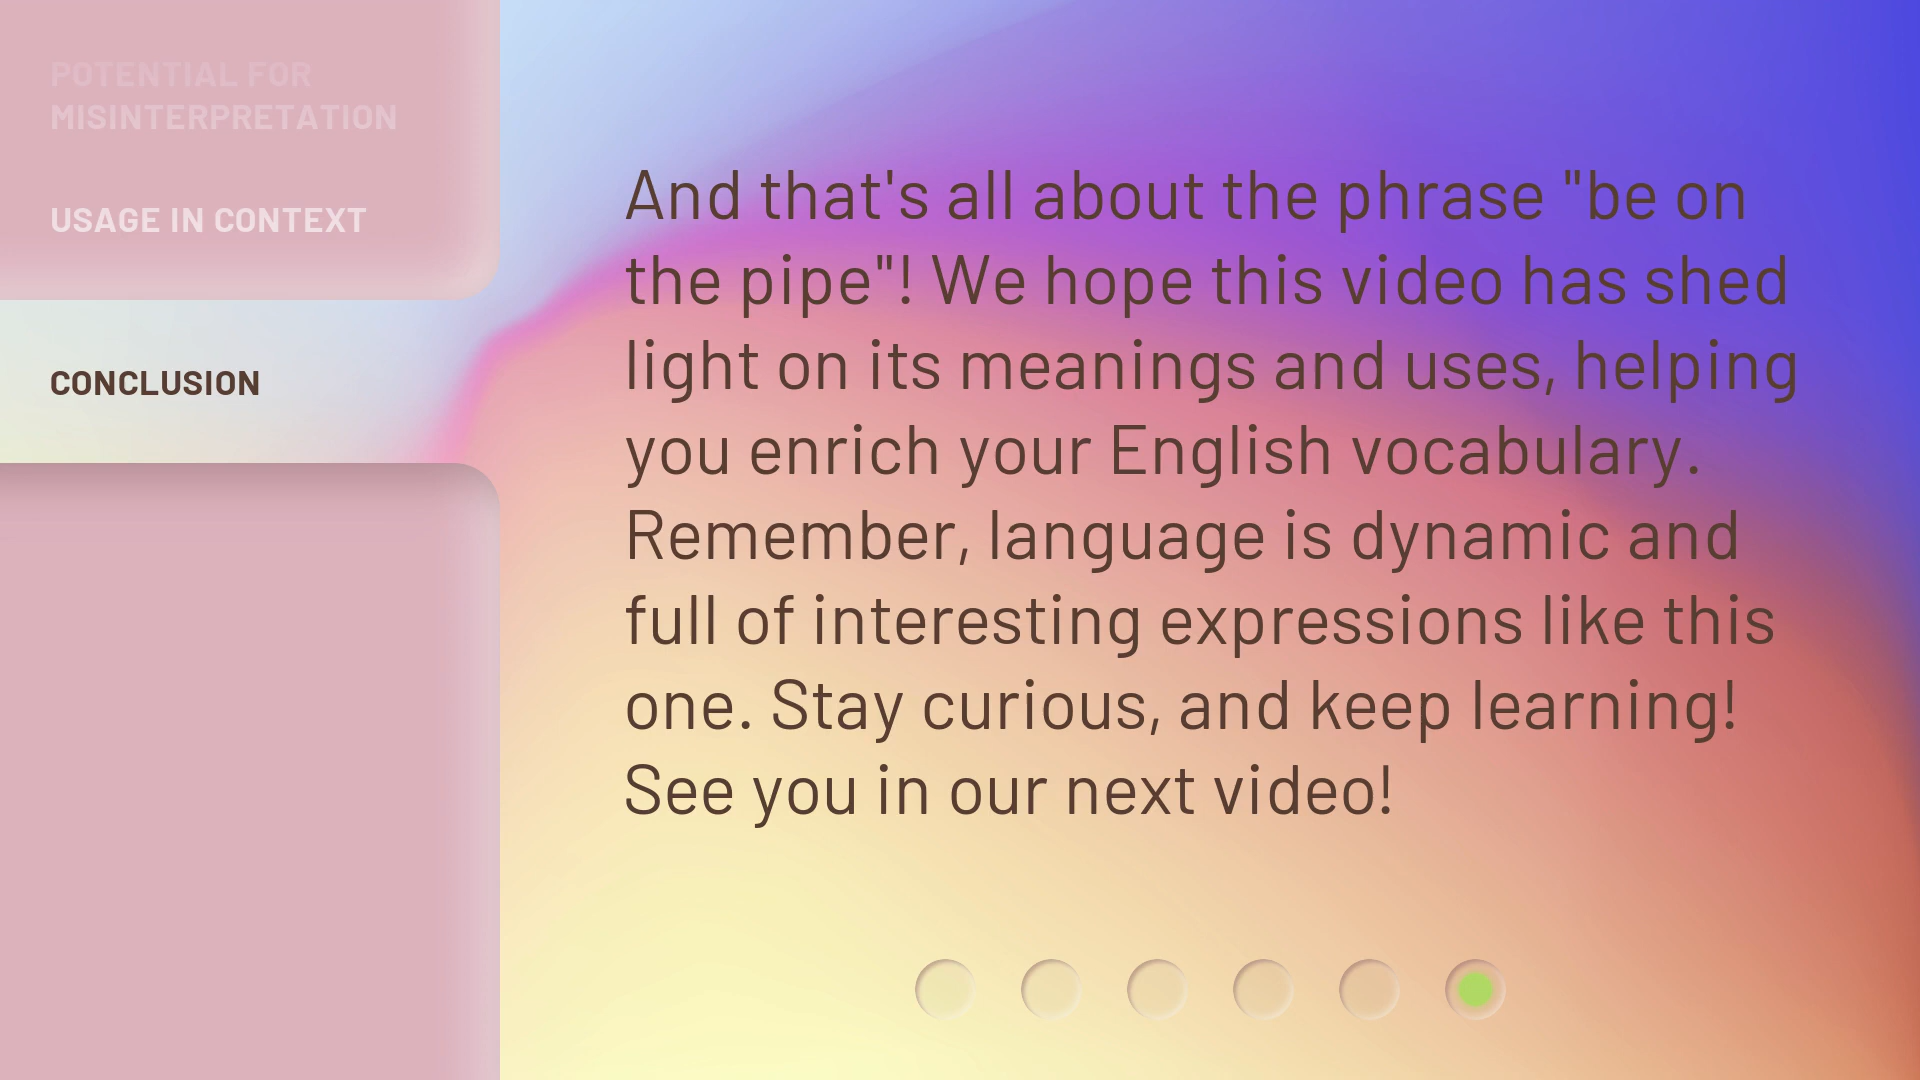 POTENTIAL FOR
MISINTERPRETATION
USAGE IN CONTEXT
CONCLUSION
And that's all about the phrase "be on
the pipe"! We hope this video has shed
light on its meanings and uses, helping
you enrich your English vocabulary.
Remember, language is dynamic and
full of interesting expressions like this
one. Stay curious, and keep learning!
See you in our next video!